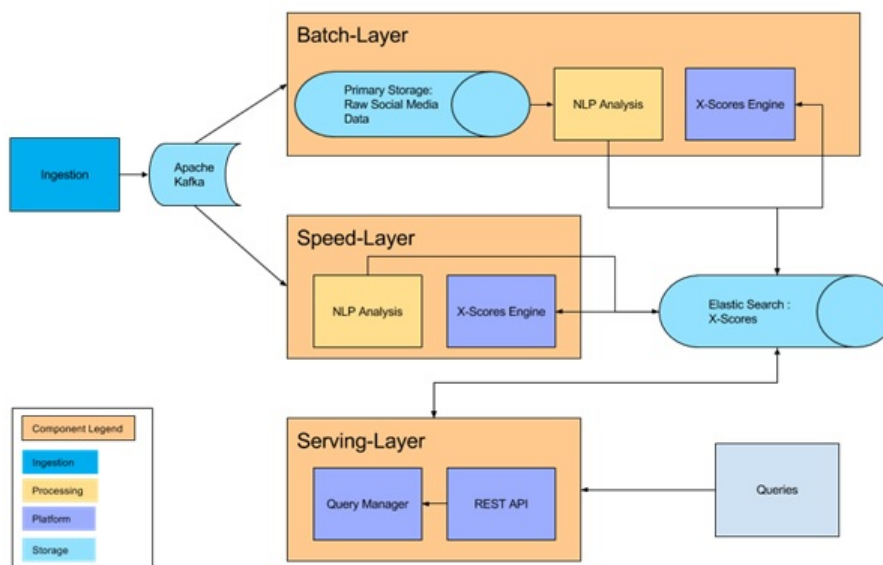 Batch-Layer
Primary Storage:
Raw Social Media
Data
NLP Analysis
X-Scores Engine
Ingestion
Apache
Kafka
Speed-Layer
NLP Analysis
X-Scores Engine
Elastic Search :
X-Scores
Component Legend
Ingestion
Processing
Platform
Storage
Serving-Layer
Query Manager
REST API
Queries